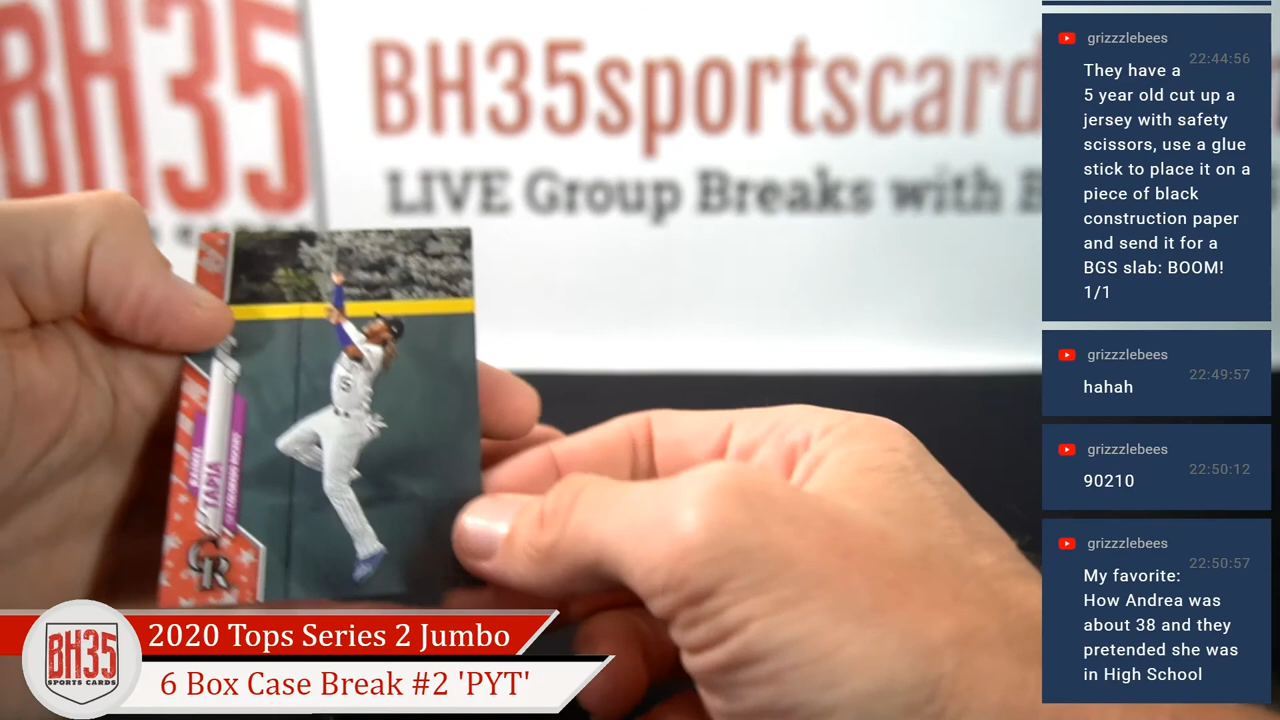 BH35
BH35sportscard
LIVE Group Breaks with B
TAPIA
CR
5
BH35
SPORTS CARDS
2020 Tops Series 2 Jumbo
6 Box Case Break #2 'PYT'
grizzzlebees
22:44:56
They have a
5 year old cut up a
jersey with safety
scissors, use a glue
stick to place it on a
piece of black
construction paper
and send it for a
BGS slab: BOOM!
1/1
grizzzlebees
22:49:57
hahah
grizzzlebees
22:50:12
90210
grizzzlebees
22:50:57
My favorite:
How Andrea was
about 38 and they
pretended she was
in High School